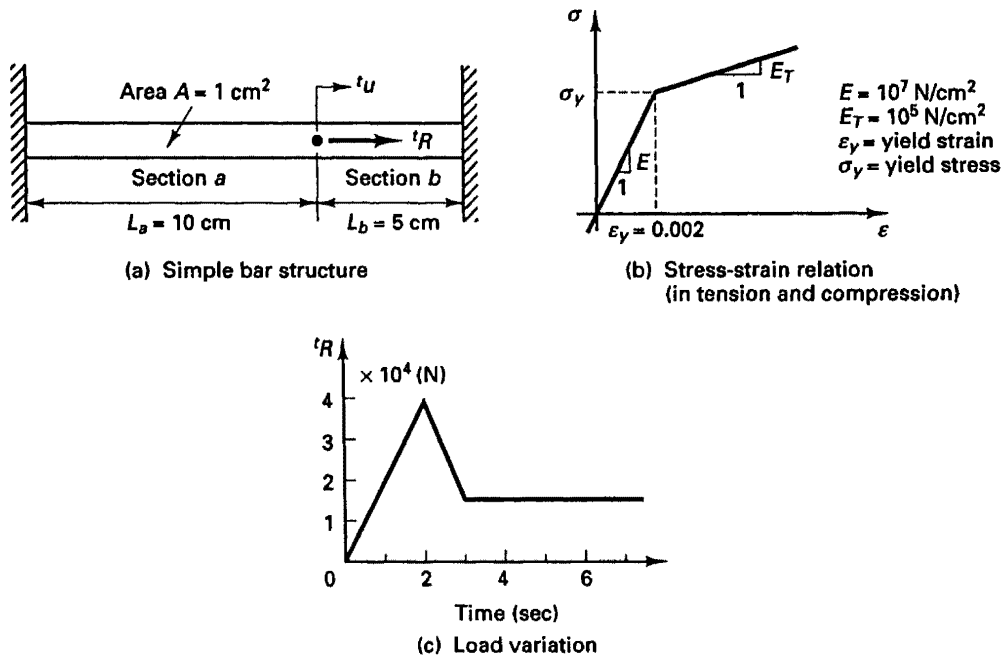 Area A = 1 cm²
ᵗu
ᵗR
Section a
Section b
Lₐ = 10 cm
L_b = 5 cm
(a) Simple bar structure
σ
σ_y
E_T
1
E
1
ε_y = 0.002
ε
E = 10⁷ N/cm²
E_T = 10⁵ N/cm²
ε_y = yield strain
σ_y = yield stress
(b) Stress-strain relation
(in tension and compression)
ᵗR
× 10⁴ (N)
4
3
2
1
0
2
4
6
Time (sec)
(c) Load variation